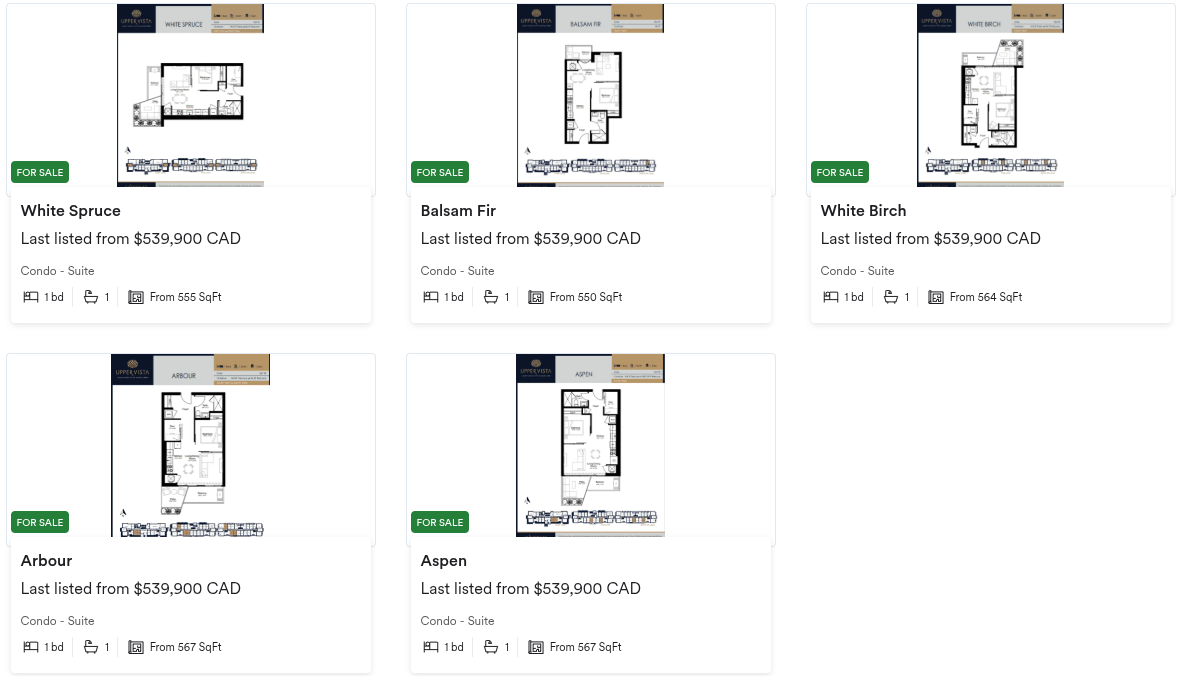 UPPER VISTA
WHITE SPRUCE
FOR SALE
White Spruce
Last listed from $539,900 CAD
Condo - Suite
1 bd
1
From 555 SqFt
UPPER VISTA
BALSAM FIR
FOR SALE
Balsam Fir
Last listed from $539,900 CAD
Condo - Suite
1 bd
1
From 550 SqFt
UPPER VISTA
WHITE BIRCH
FOR SALE
White Birch
Last listed from $539,900 CAD
Condo - Suite
1 bd
1
From 564 SqFt
UPPER VISTA
ARBOUR
FOR SALE
Arbour
Last listed from $539,900 CAD
Condo - Suite
1 bd
1
From 567 SqFt
UPPER VISTA
ASPEN
FOR SALE
Aspen
Last listed from $539,900 CAD
Condo - Suite
1 bd
1
From 567 SqFt